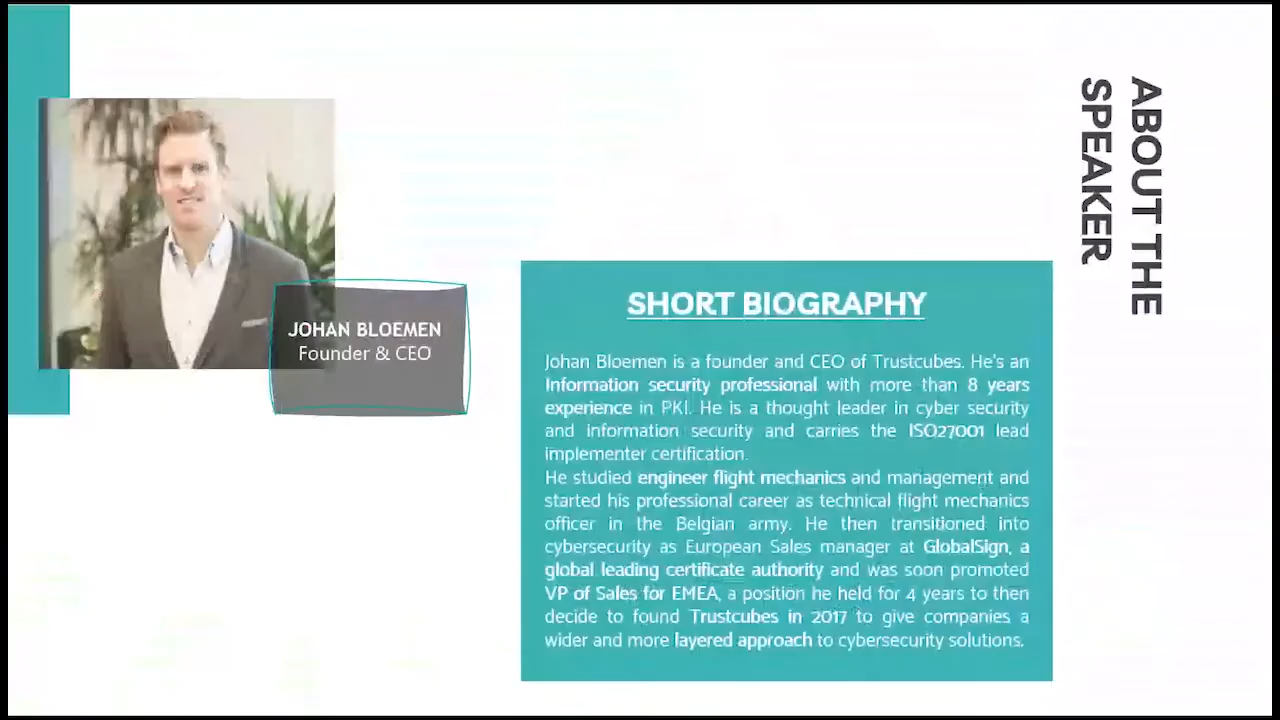 ABOUT THE
SPEAKER
JOHAN BLOEMEN
Founder & CEO
SHORT BIOGRAPHY
Johan Bloemen is a founder and CEO of Trustcubes. He's an
Information security professional with more than 8 years
experience in PKI. He is a thought leader in cyber security
and information security and carries the ISO27001 lead
implementer certification.
He studied engineer flight mechanics and management and
started his professional career as technical flight mechanics
officer in the Belgian army. He then transitioned into
cybersecurity as European Sales manager at GlobalSign, a
global leading certificate authority and was soon promoted
VP of Sales for EMEA, a position he held for 4 years to then
decide to found Trustcubes in 2017 to give companies a
wider and more layered approach to cybersecurity solutions.